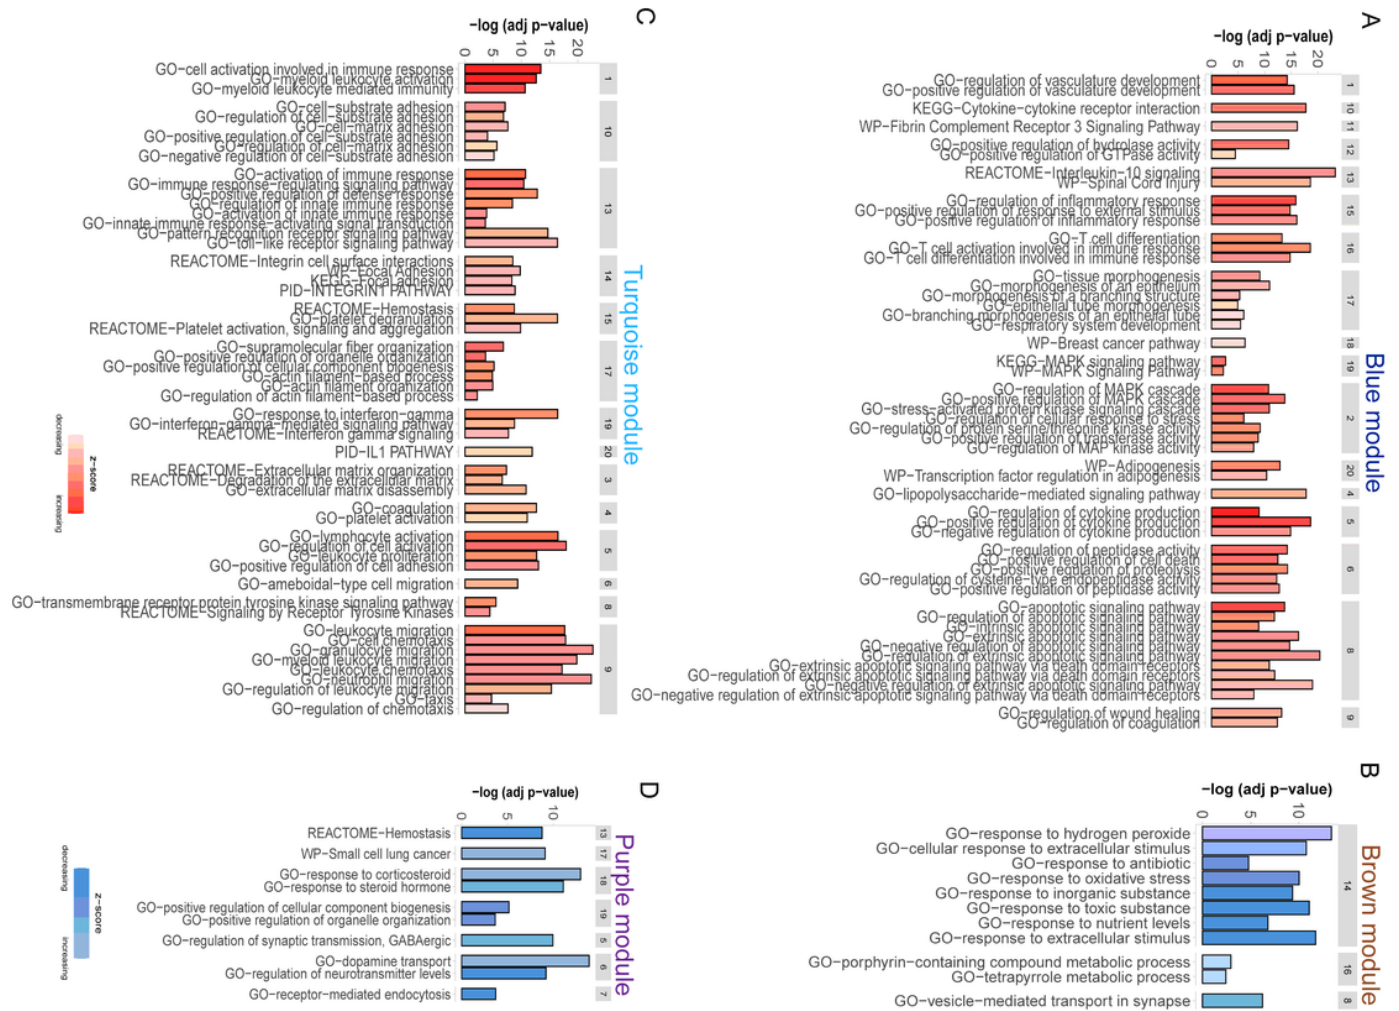 A
Blue module
−log (adj p−value)
0 5 10 15 20
GO−regulation of vasculature development
GO−positive regulation of vasculature development
1
KEGG−Cytokine−cytokine receptor interaction
10
WP−Fibrin Complement Receptor 3 Signaling Pathway
11
GO−positive regulation of hydrolase activity
GO−positive regulation of GTPase activity
12
REACTOME−Interleukin−10 signaling
WP−Spinal Cord Injury
13
GO−regulation of inflammatory response
GO−positive regulation of response to external stimulus
GO−positive regulation of inflammatory response
15
GO−T cell differentiation
GO−T cell activation involved in immune response
GO−T cell differentiation involved in immune response
16
GO−tissue morphogenesis
GO−morphogenesis of an epithelium
GO−morphogenesis of a branching structure
GO−epithelial tube morphogenesis
GO−branching morphogenesis of an epithelial tube
GO−respiratory system development
17
WP−Breast cancer pathway
18
KEGG−MAPK signaling pathway
WP−MAPK Signaling Pathway
19
GO−regulation of MAPK cascade
GO−positive regulation of MAPK cascade
GO−stress−activated protein kinase signaling cascade
GO−regulation of cellular response to stress
GO−regulation of protein serine/threonine kinase activity
GO−positive regulation of transferase activity
GO−regulation of MAP kinase activity
2
WP−Adipogenesis
WP−Transcription factor regulation in adipogenesis
20
GO−lipopolysaccharide−mediated signaling pathway
4
GO−regulation of cytokine production
GO−positive regulation of cytokine production
GO−negative regulation of cytokine production
5
GO−regulation of peptidase activity
GO−positive regulation of cell death
GO−positive regulation of proteolysis
GO−regulation of cysteine−type endopeptidase activity
GO−positive regulation of peptidase activity
6
GO−apoptotic signaling pathway
GO−regulation of apoptotic signaling pathway
GO−intrinsic apoptotic signaling pathway
GO−extrinsic apoptotic signaling pathway
GO−negative regulation of apoptotic signaling pathway
GO−regulation of extrinsic apoptotic signaling pathway
GO−extrinsic apoptotic signaling pathway via death domain receptors
GO−regulation of extrinsic apoptotic signaling pathway via death domain receptors
GO−negative regulation of extrinsic apoptotic signaling pathway
GO−negative regulation of extrinsic apoptotic signaling pathway via death domain receptors
8
GO−regulation of wound healing
GO−regulation of coagulation
9
B
Brown module
−log (adj p−value)
0 5 10
GO−response to hydrogen peroxide
GO−cellular response to extracellular stimulus
GO−response to antibiotic
GO−response to oxidative stress
GO−response to inorganic substance
GO−response to toxic substance
GO−response to nutrient levels
GO−response to extracellular stimulus
14
GO−porphyrin−containing compound metabolic process
GO−tetrapyrrole metabolic process
16
GO−vesicle−mediated transport in synapse
8
C
Turquoise module
−log (adj p−value)
0 5 10 15 20
GO−cell activation involved in immune response
GO−myeloid leukocyte activation
GO−myeloid leukocyte mediated immunity
1
GO−cell−substrate adhesion
GO−regulation of cell−substrate adhesion
GO−cell−matrix adhesion
GO−positive regulation of cell−substrate adhesion
GO−regulation of cell−matrix adhesion
GO−negative regulation of cell−substrate adhesion
10
GO−activation of immune response
GO−immune response−regulating signaling pathway
GO−positive regulation of defense response
GO−regulation of innate immune response
GO−activation of innate immune response
GO−innate immune response−activating signal transduction
GO−pattern recognition receptor signaling pathway
GO−toll−like receptor signaling pathway
13
REACTOME−Integrin cell surface interactions
WP−Focal Adhesion
KEGG−Focal adhesion
PID−INTEGRIN1 PATHWAY
14
REACTOME−Hemostasis
GO−platelet degranulation
REACTOME−Platelet activation, signaling and aggregation
15
GO−supramolecular fiber organization
GO−positive regulation of organelle organization
GO−positive regulation of cellular component biogenesis
GO−actin filament−based process
GO−actin filament organization
GO−regulation of actin filament−based process
17
GO−response to interferon−gamma
GO−interferon−gamma−mediated signaling pathway
REACTOME−Interferon gamma signaling
19
PID−IL1 PATHWAY
20
REACTOME−Extracellular matrix organization
REACTOME−Degradation of the extracellular matrix
GO−extracellular matrix disassembly
3
GO−coagulation
GO−platelet activation
4
GO−lymphocyte activation
GO−regulation of cell activation
GO−leukocyte proliferation
GO−positive regulation of cell adhesion
5
GO−ameboidal−type cell migration
6
GO−transmembrane receptor protein tyrosine kinase signaling pathway
REACTOME−Signaling by Receptor Tyrosine Kinases
8
GO−leukocyte migration
GO−cell chemotaxis
GO−granulocyte migration
GO−myeloid leukocyte migration
GO−leukocyte chemotaxis
GO−neutrophil migration
GO−regulation of leukocyte migration
GO−taxis
GO−regulation of chemotaxis
9
z−score
decreasing
increasing
D
Purple module
−log (adj p−value)
0 5 10
REACTOME−Hemostasis
13
WP−Small cell lung cancer
17
GO−response to corticosteroid
GO−response to steroid hormone
18
GO−positive regulation of cellular component biogenesis
GO−positive regulation of organelle organization
19
GO−regulation of synaptic transmission, GABAergic
5
GO−dopamine transport
GO−regulation of neurotransmitter levels
6
GO−receptor−mediated endocytosis
7
z−score
decreasing
increasing